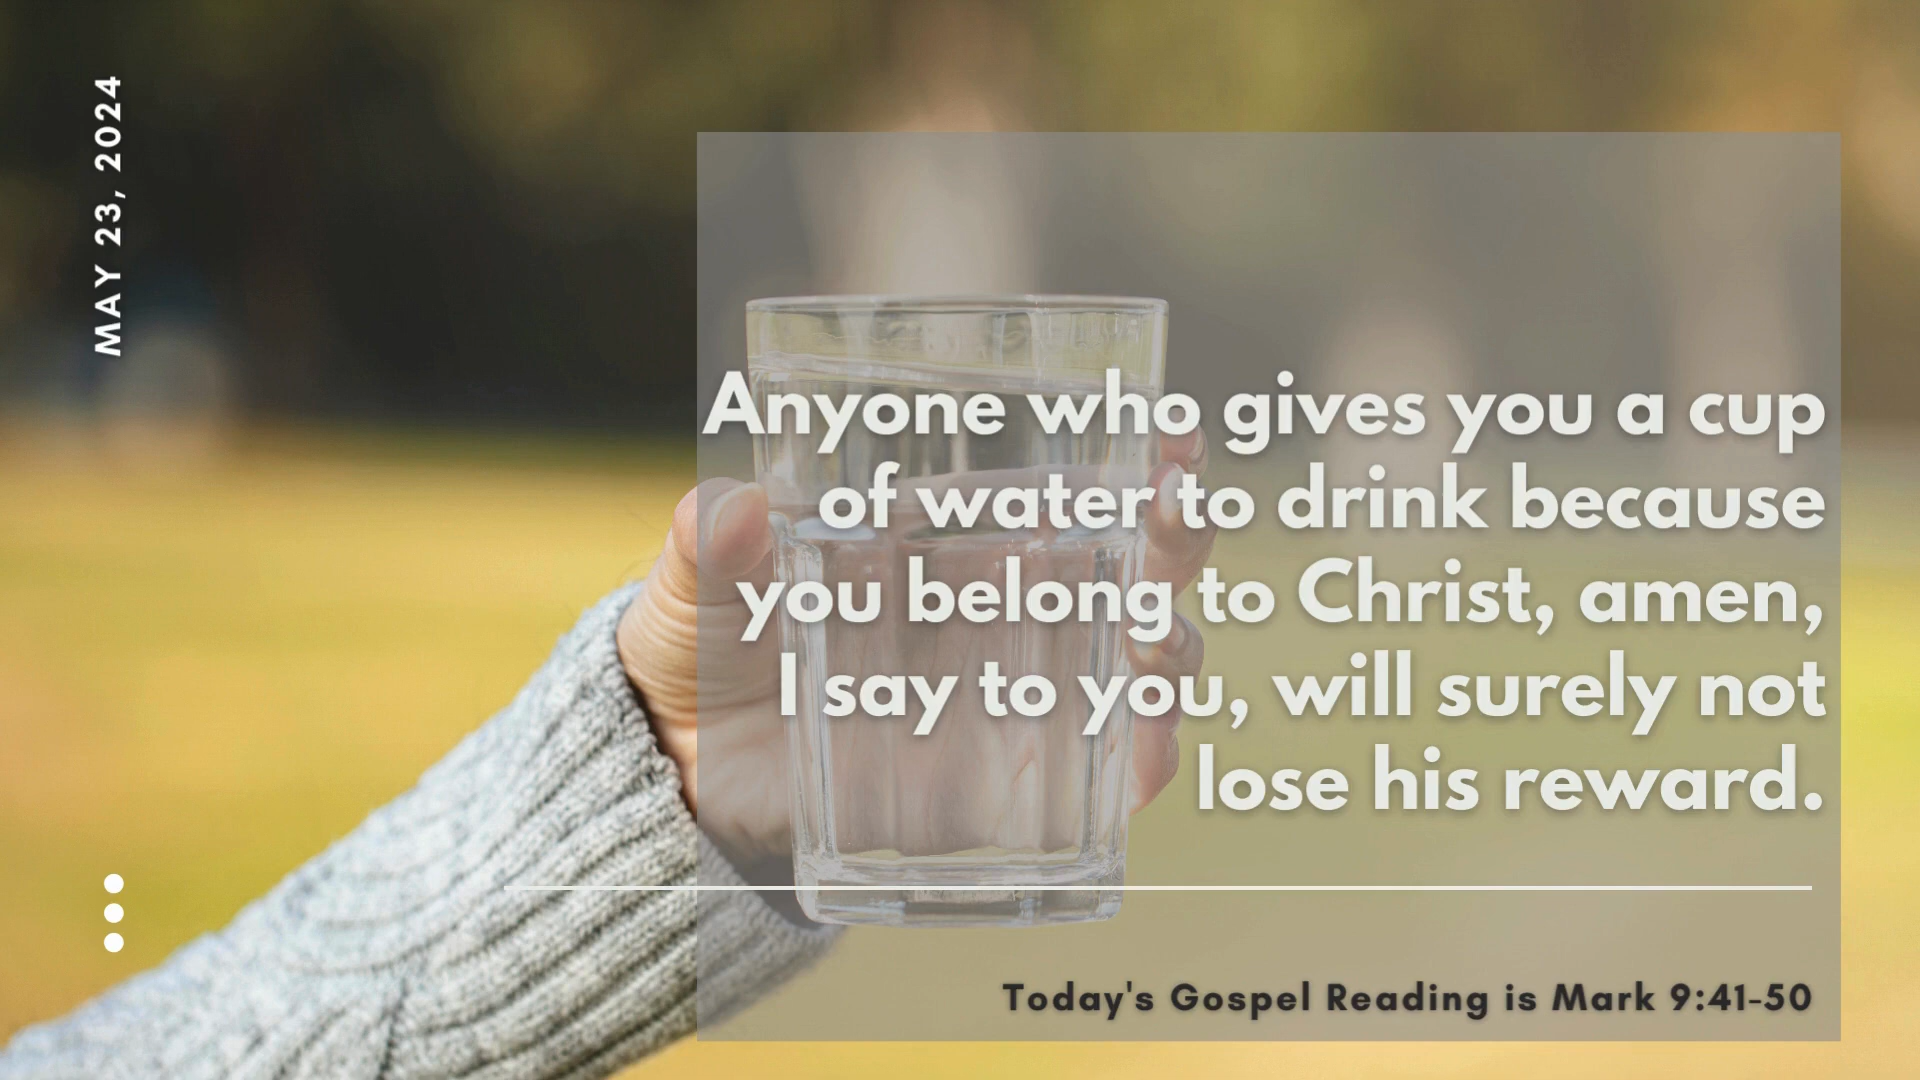 MAY 23, 2024
Anyone who gives you a cup
of water to drink because
you belong to Christ, amen,
I say to you, will surely not
lose his reward.
Today's Gospel Reading is Mark 9:41-50